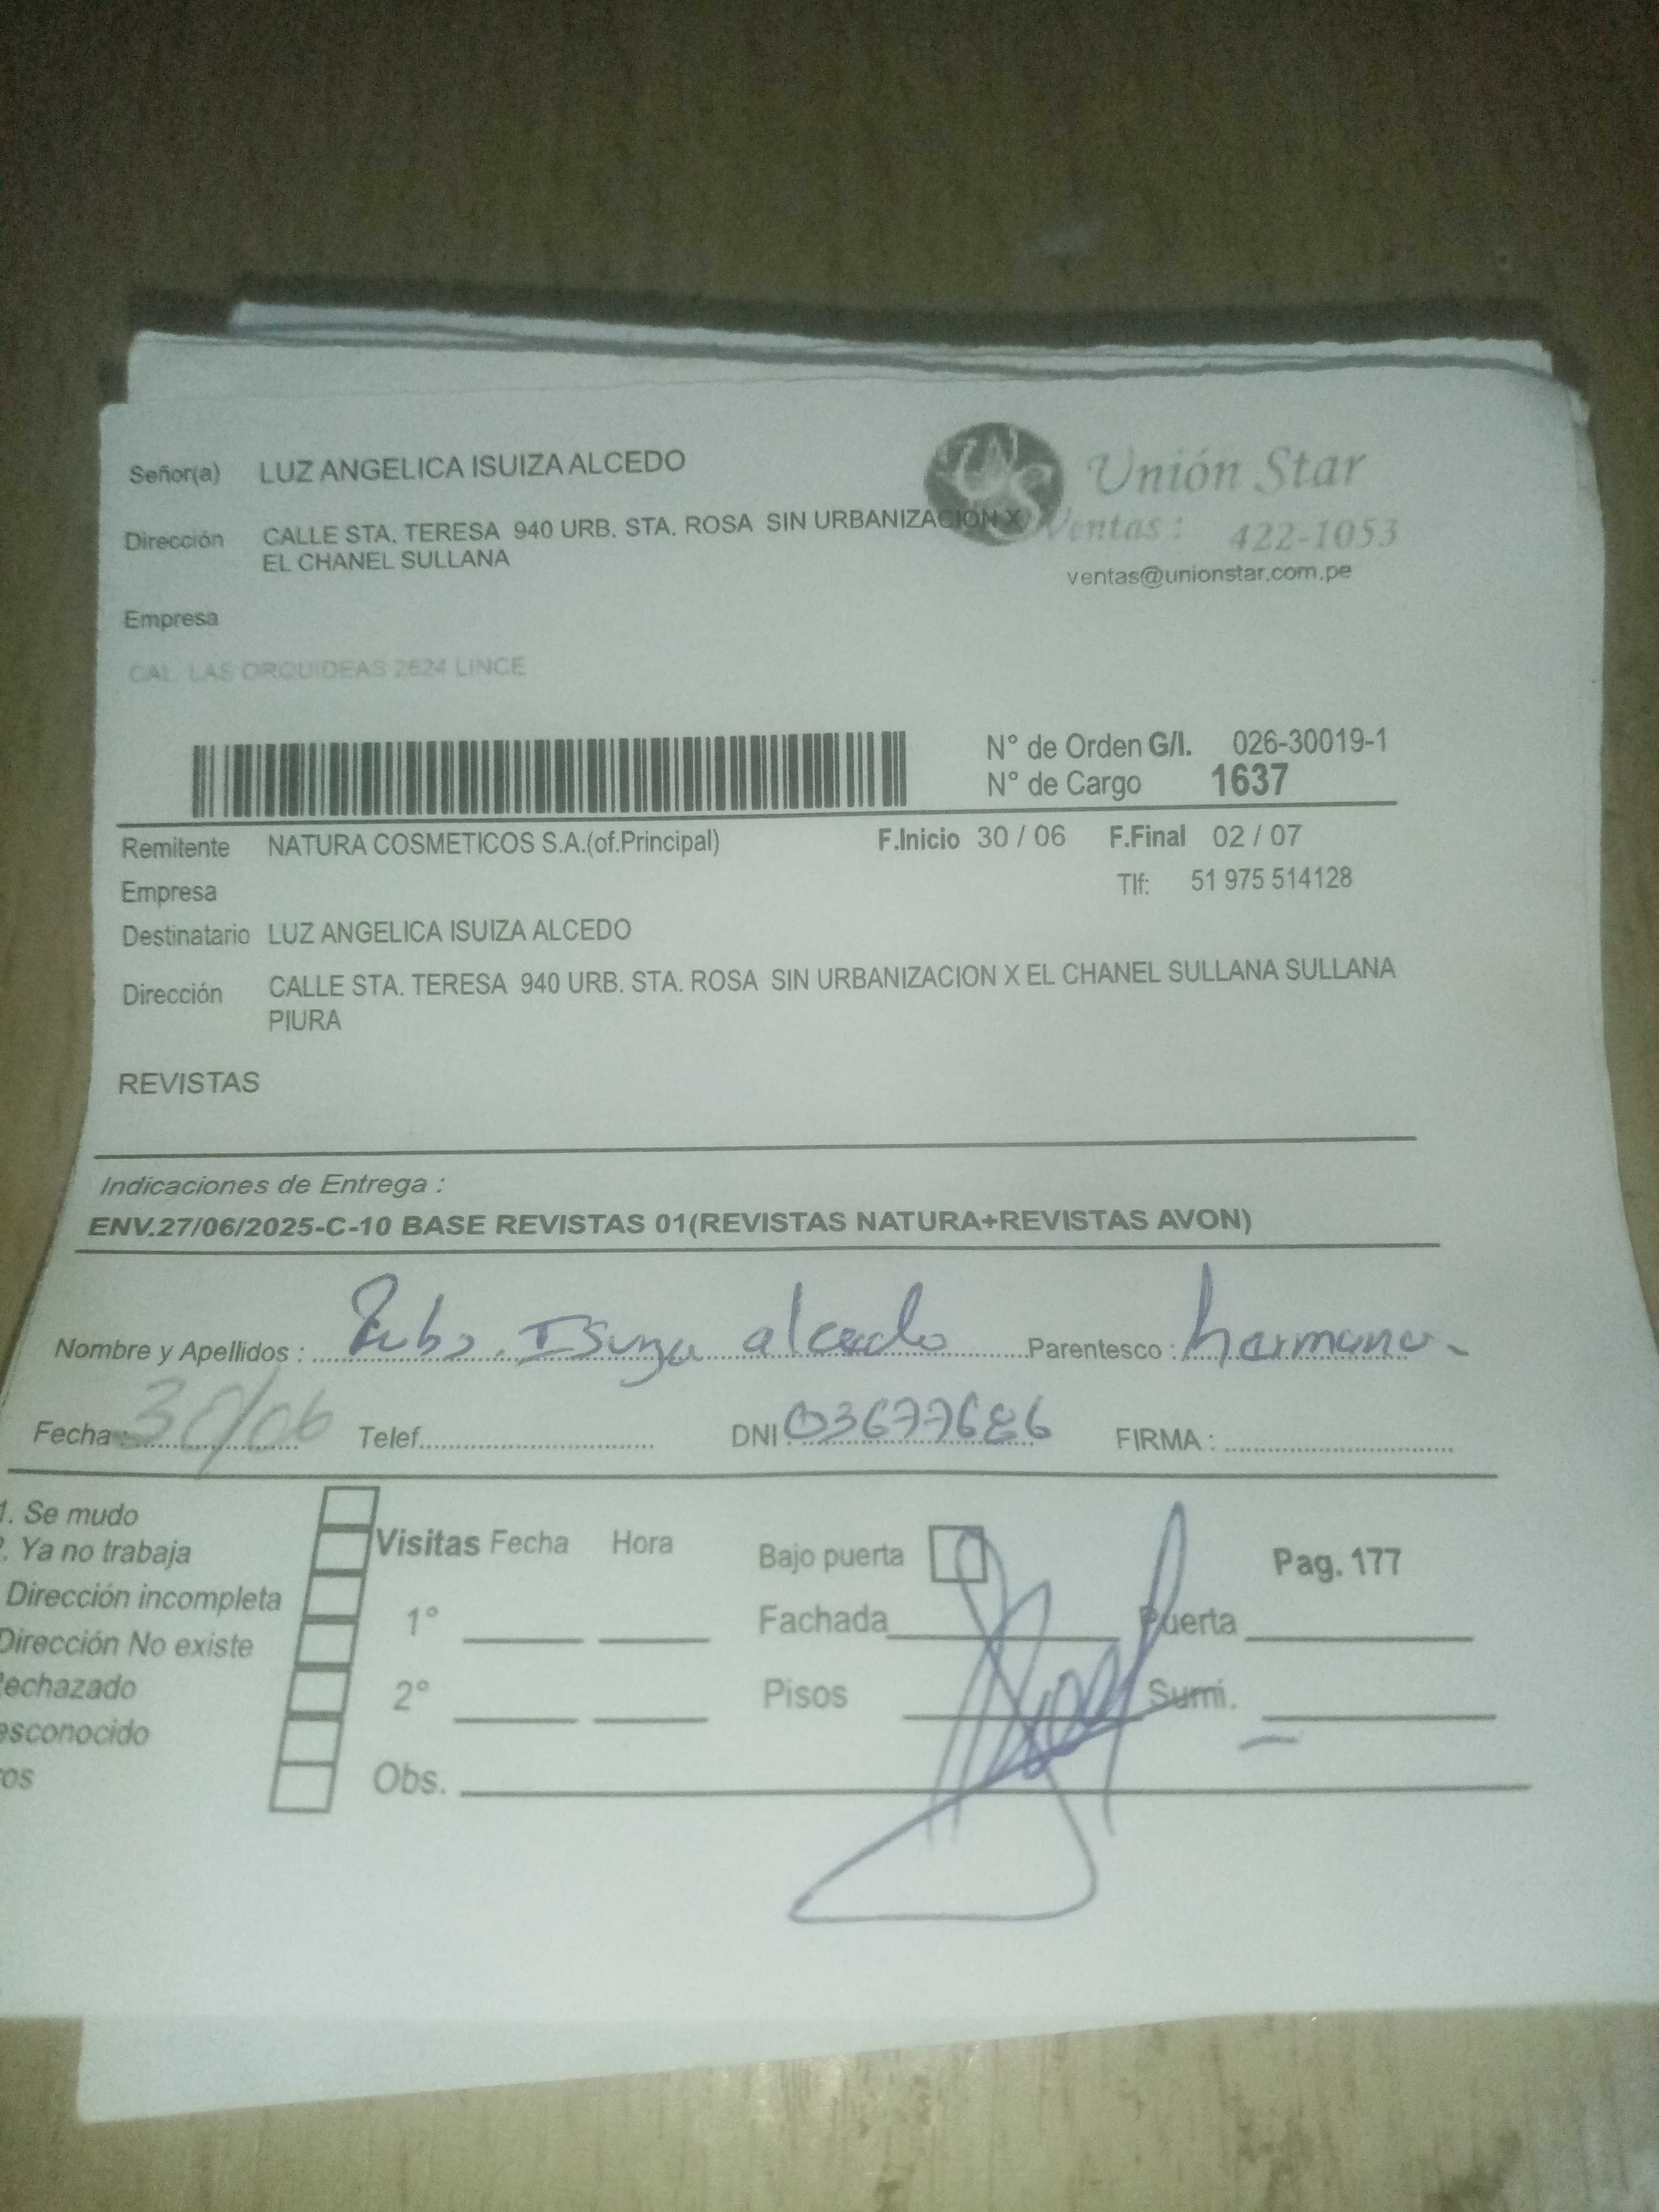 Señor(a) LUZ ANGELICA ISUIZA ALCEDO
Unión Star
Dirección CALLE STA. TERESA 940 URB. STA. ROSA SIN URBANIZACION X
EL CHANEL SULLANA
Ventas : 422-1053
ventas@unionstar.com.pe
Empresa
CAL. LAS ORQUIDEAS 2624 LINCE
N° de Orden G/I. 026-30019-1
N° de Cargo 1637
Remitente NATURA COSMETICOS S.A.(of.Principal) F.Inicio 30 / 06 F.Final 02 / 07
Empresa Tlf: 51 975 514128
Destinatario LUZ ANGELICA ISUIZA ALCEDO
Dirección CALLE STA. TERESA 940 URB. STA. ROSA SIN URBANIZACION X EL CHANEL SULLANA SULLANA
PIURA
REVISTAS
Indicaciones de Entrega :
ENV.27/06/2025-C-10 BASE REVISTAS 01(REVISTAS NATURA+REVISTAS AVON)
Nombre y Apellidos : Isuiza alcedo Parentesco : hermano.
Fecha : 30/06 Telef. DNI : 03677686 FIRMA :
1. Se mudo
. Ya no trabaja
Dirección incompleta
Dirección No existe
echazado
esconocido
os
Visitas Fecha Hora
1°
2°
Obs.
Bajo puerta
Fachada Puerta
Pisos Sumi.
Pag. 177